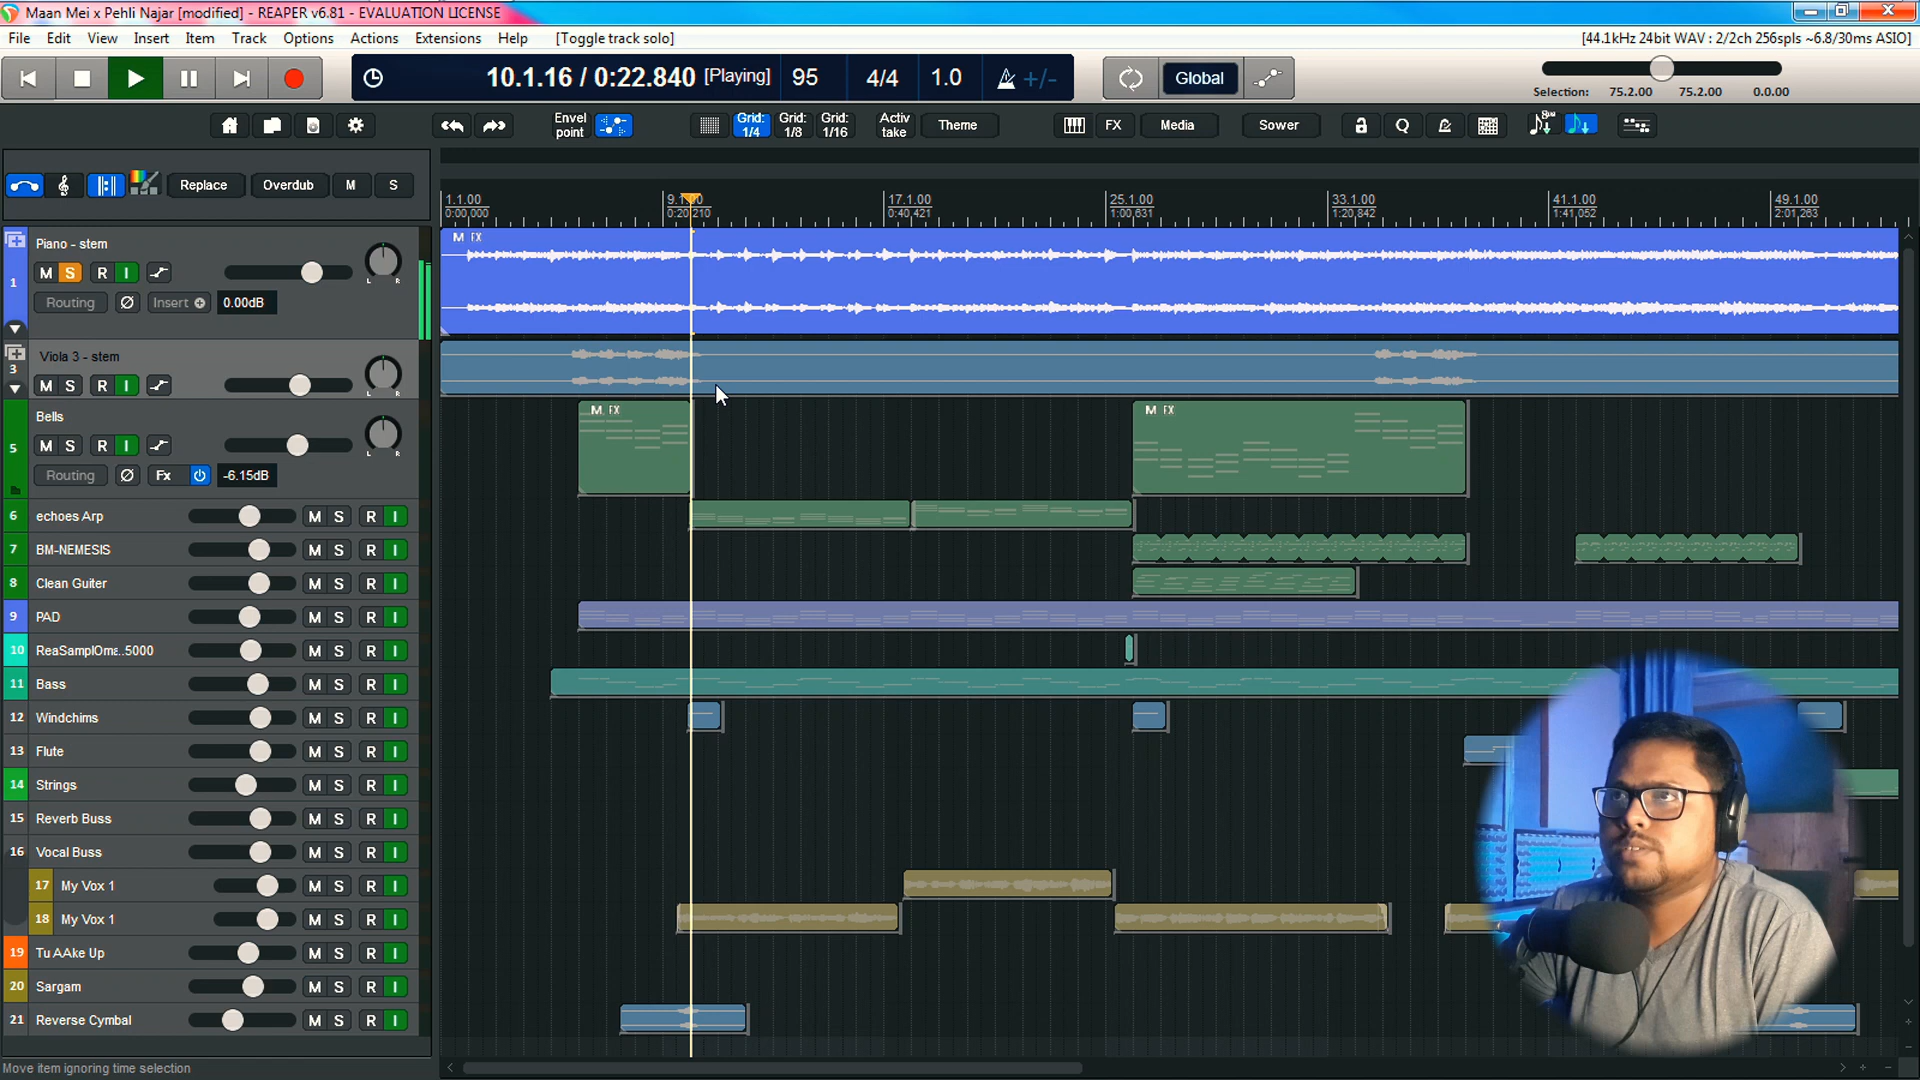 Maan Mei x Pehli Najar [modified] - REAPER v6.81 - EVALUATION LICENSE
File Edit View Insert Item Track Options Actions Extensions Help [Toggle track solo] [44.1kHz 24bit WAV : 2/2ch 256spls ~6.8/30ms ASIO]
10.1.16 / 0:22.840 [Playing] 95 4/4 1.0 +/- Global
Selection: 75.2.00 75.2.00 0.0.00
Envel point Grid: 1/4 Grid: 1/8 Grid: 1/16 Activ take Theme FX Media Sower Q
Replace Overdub M S
1.1.00 9.1. 00 17.1.00 25.1.00 33.1.00 41.1.00 49.1.00
0:00.000 0:20.210 0:40.421 1:00.631 1:20.842 1:41.052 2:01.263
Piano - stem M FX
1 M S R I L R
Routing Ø Insert 0.00dB
Viola 3 - stem
3 M S R I L R
Bells M FX M FX
5 M S R I L R
Routing Ø Fx -6.15dB
6 echoes Arp M S R I
7 BM-NEMESIS M S R I
8 Clean Guiter M S R I
9 PAD M S R I
10 ReaSamplOma..5000 M S R I
11 Bass M S R I
12 Windchims M S R I
13 Flute M S R I
14 Strings M S R I
15 Reverb Buss M S R I
16 Vocal Buss M S R I
17 My Vox 1 M S R I
18 My Vox 1 M S R I
19 Tu AAke Up M S R I
20 Sargam M S R I
21 Reverse Cymbal M S R I
Move item ignoring time selection